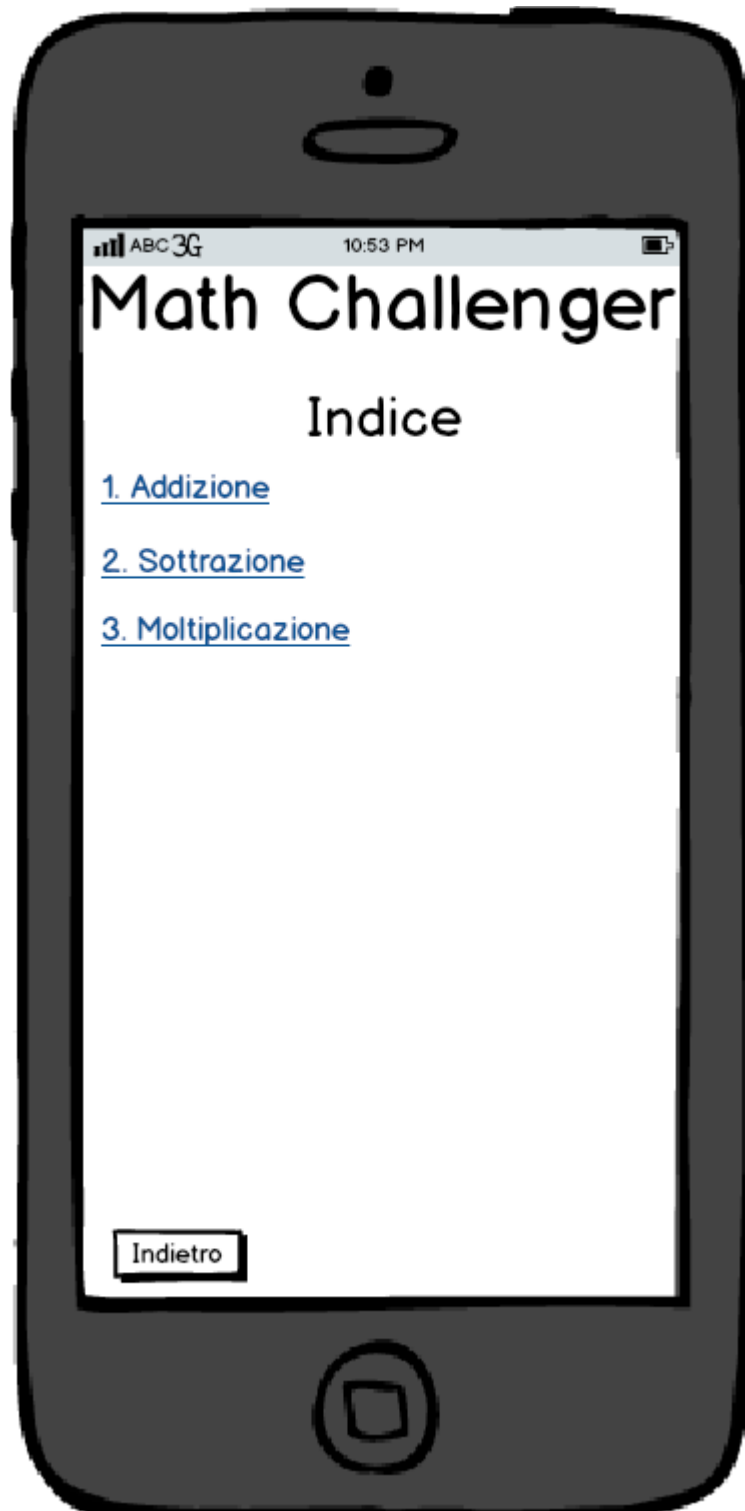 ABC 3G 10:53 PM
Math Challenger
Indice
1. Addizione
2. Sottrazione
3. Moltiplicazione
Indietro